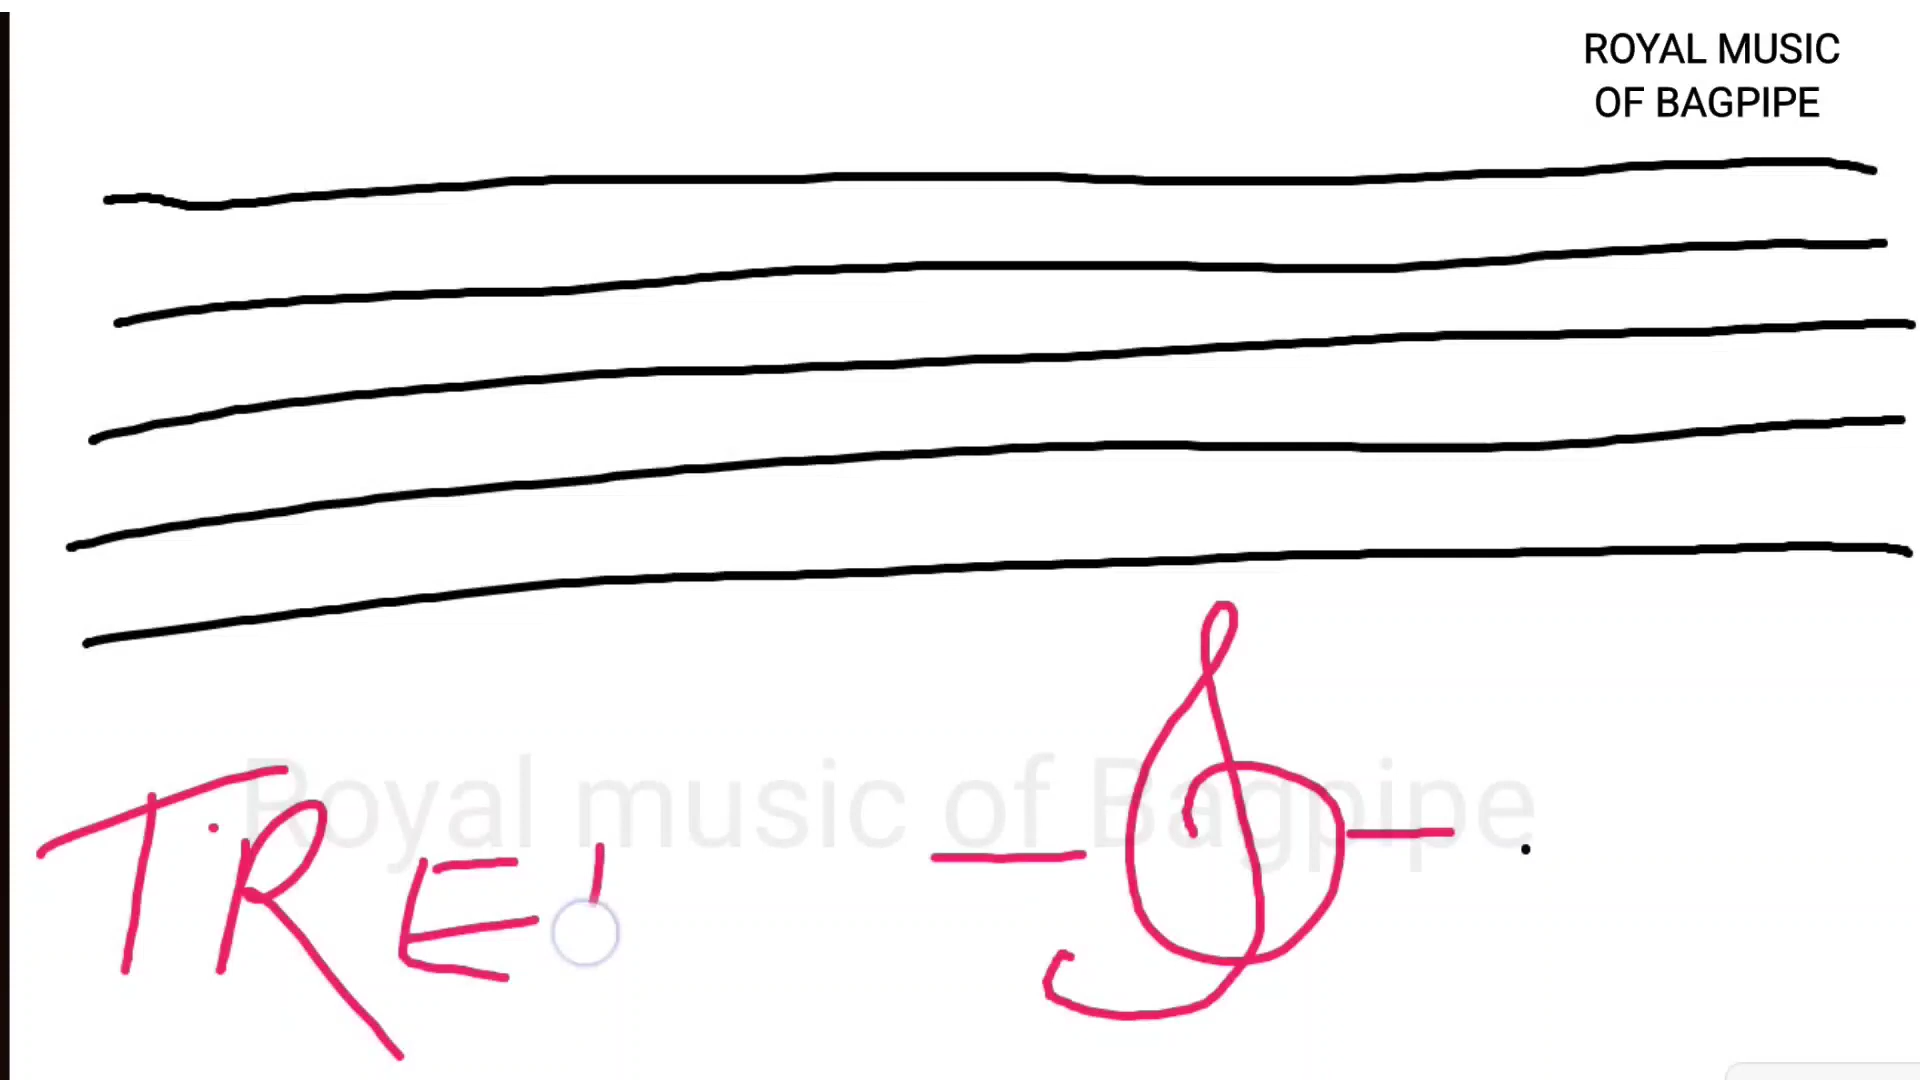 ROYAL MUSIC
OF BAGPIPE
Royal music of Bagpipe
TRE